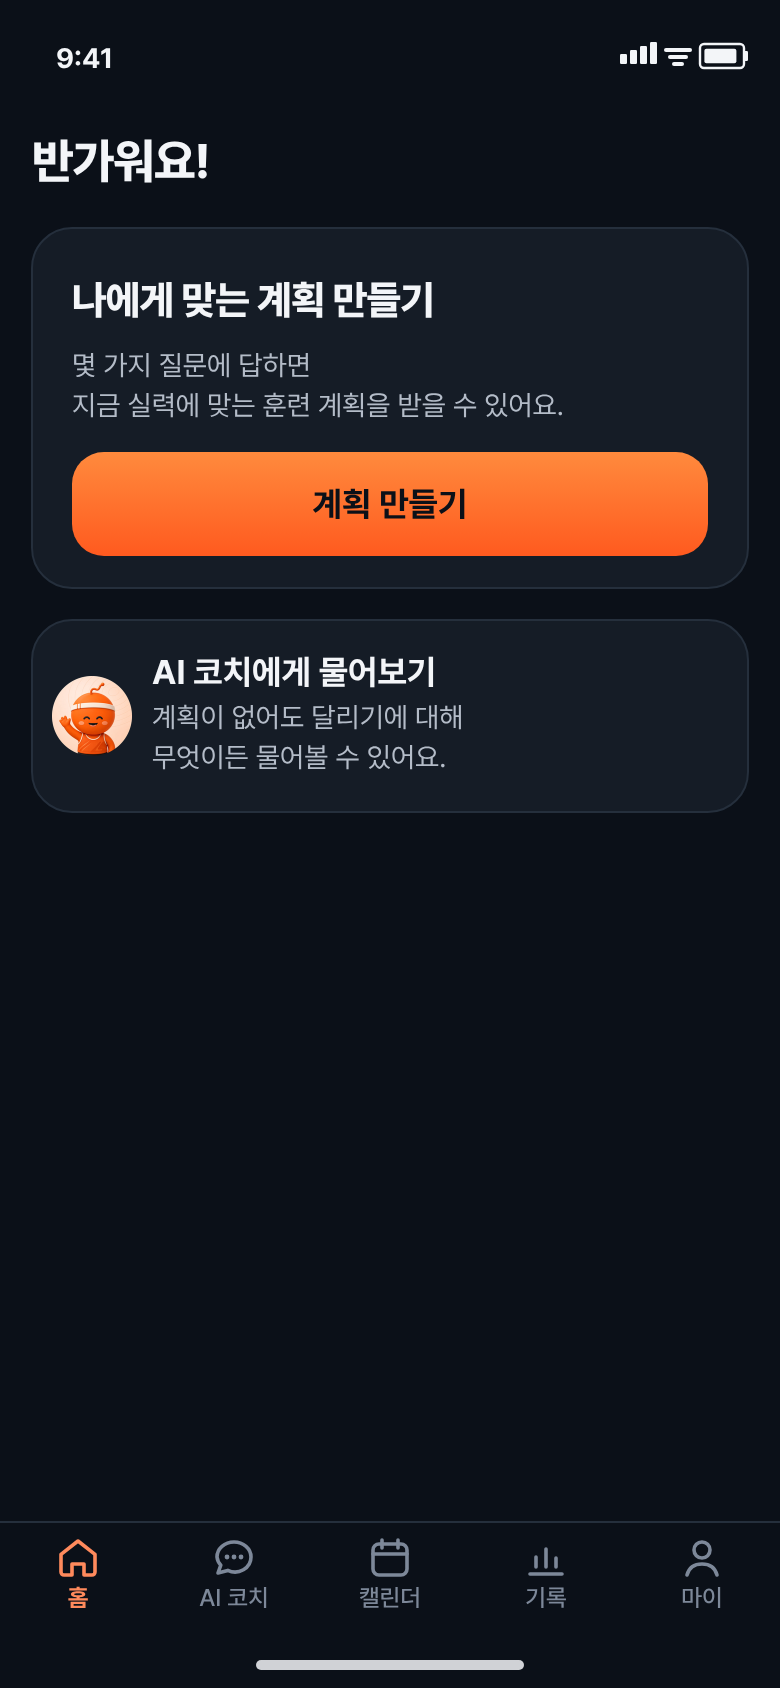 9:41
반가워요!
나에게 맞는 계획 만들기
몇 가지 질문에 답하면
지금 실력에 맞는 훈련 계획을 받을 수 있어요.
계획 만들기
AI 코치에게 물어보기
계획이 없어도 달리기에 대해
무엇이든 물어볼 수 있어요.
홈
AI 코치
캘린더
기록
마이